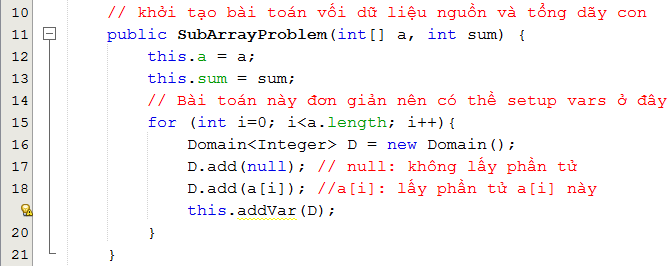 10 // khởi tạo bài toán vối dữ liệu nguồn và tổng dãy con
11 public SubArrayProblem(int[] a, int sum) {
12 this.a = a;
13 this.sum = sum;
14 // Bài toán này đơn giản nên có thể setup vars ở đây
15 for (int i=0; i<a.length; i++){
16 Domain<Integer> D = new Domain();
17 D.add(null); // null: không lấy phần tử
18 D.add(a[i]); //a[i]: lấy phần tử a[i] này
this.addVar(D);
20 }
21 }